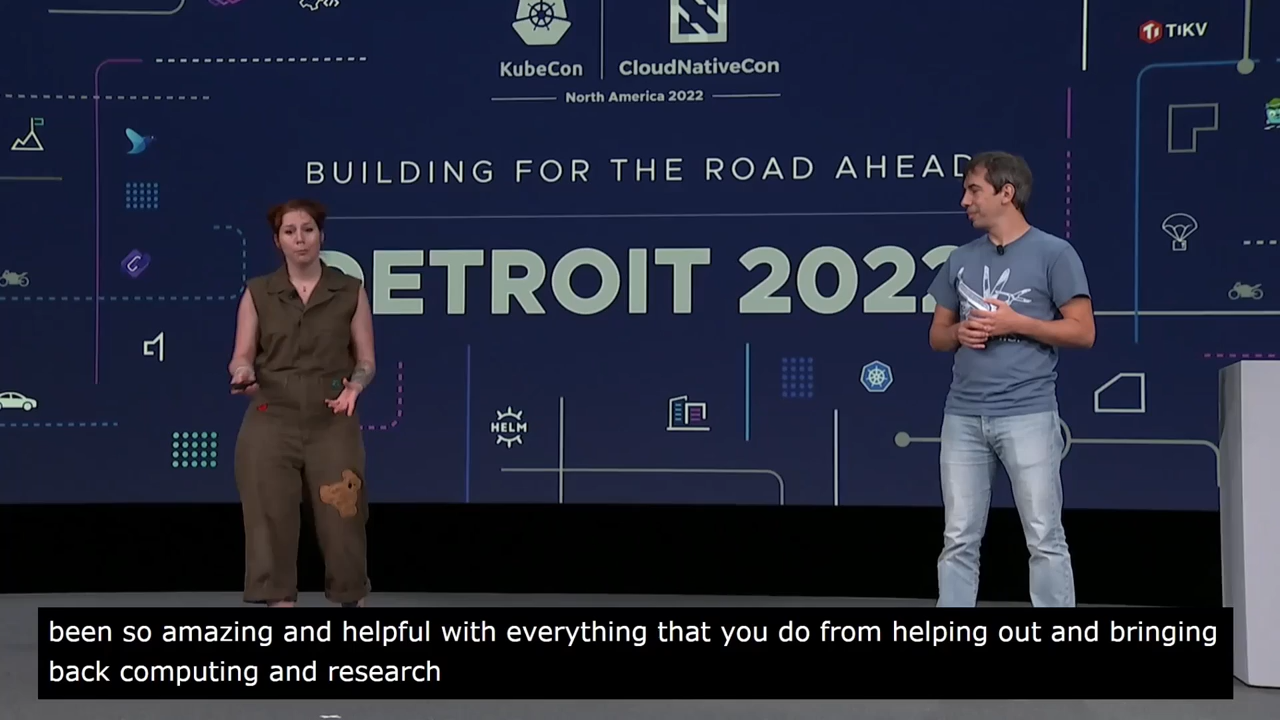 KubeCon
CloudNativeCon
North America 2022
TiKV
BUILDING FOR THE ROAD AHEAD
DETROIT 2022
HELM
been so amazing and helpful with everything that you do from helping out and bringing
back computing and research